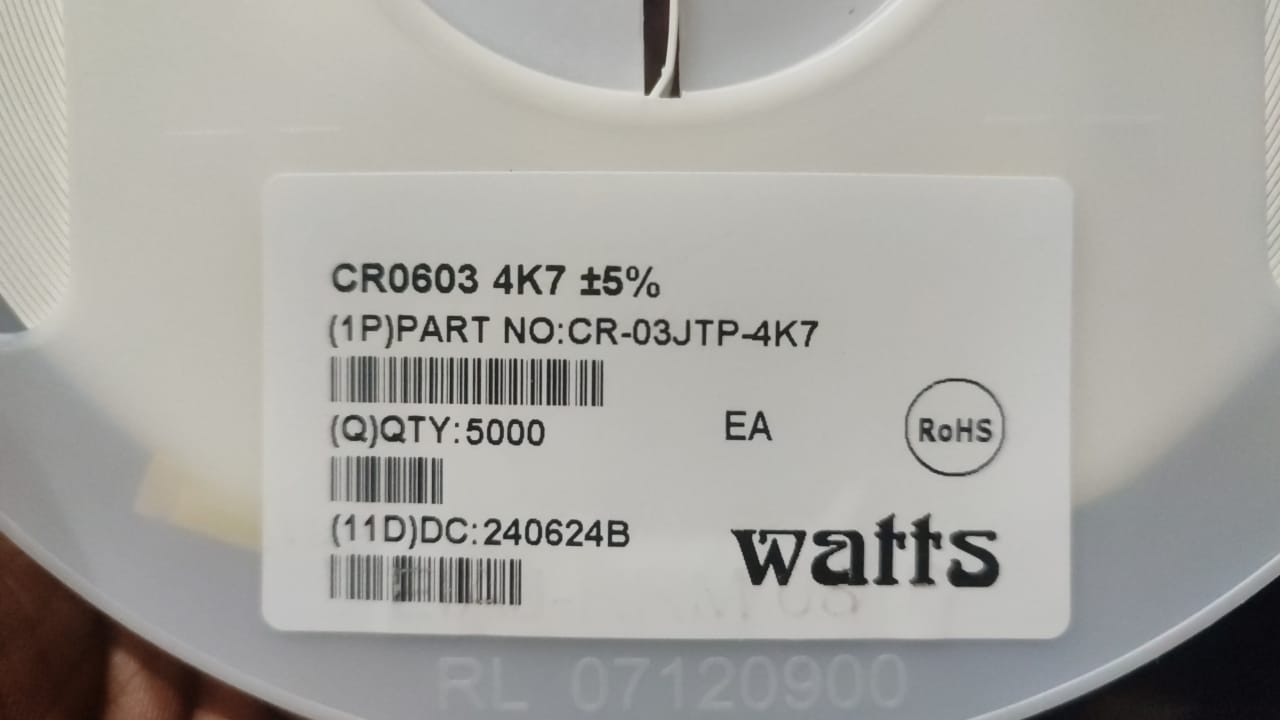 CR0603 4K7 ±5%
(1P)PART NO:CR-03JTP-4K7
(Q)QTY:5000 EA
RoHS
(11D)DC:240624B
watts
RL 07120900